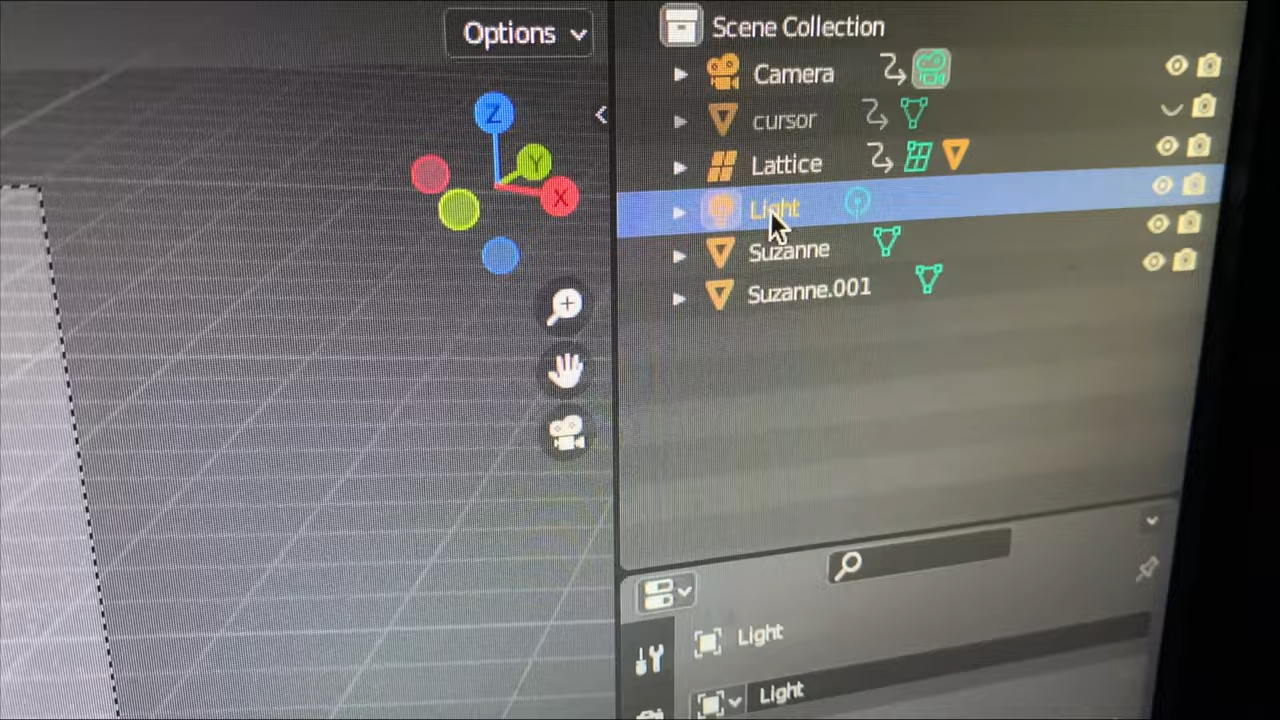 Options
Scene Collection
Camera
cursor
Lattice
Light
Suzanne
Suzanne.001
Z
Y
X
Light
Light